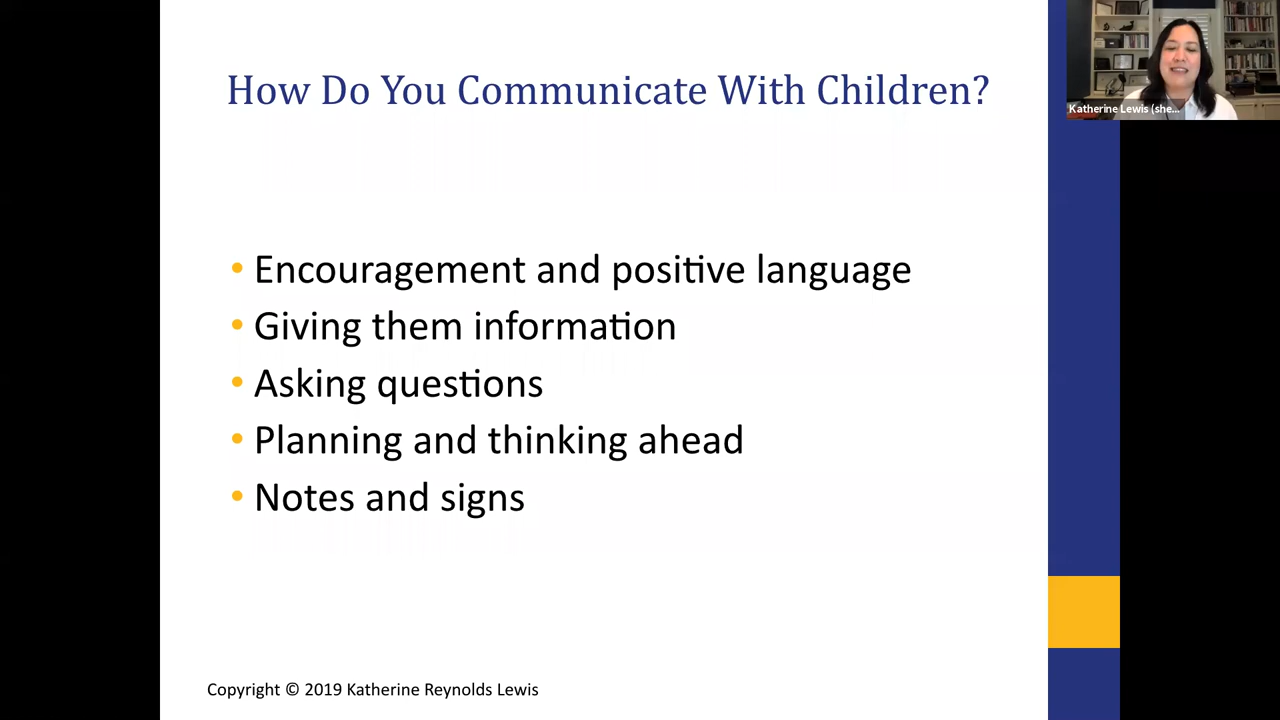 How Do You Communicate With Children?
Katherine Lewis (she...
• Encouragement and positive language
• Giving them information
• Asking questions
• Planning and thinking ahead
• Notes and signs
Copyright © 2019 Katherine Reynolds Lewis